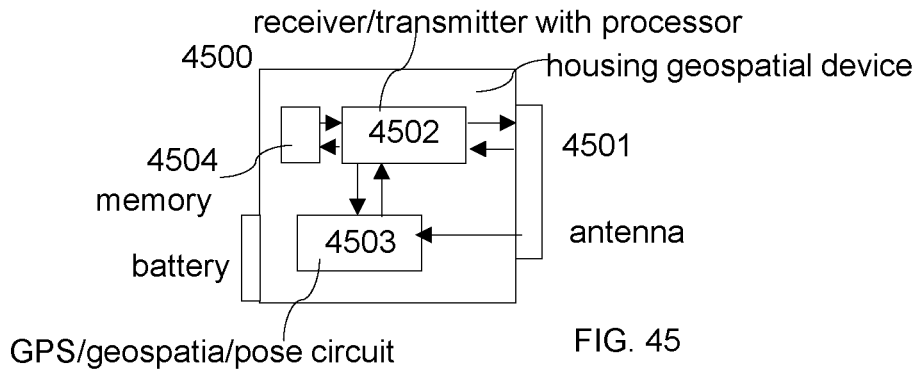 receiver/transmitter with processor
4500
housing geospatial device
4502
4501
4504
memory
4503
antenna
battery
GPS/geospatia/pose circuit
FIG. 45